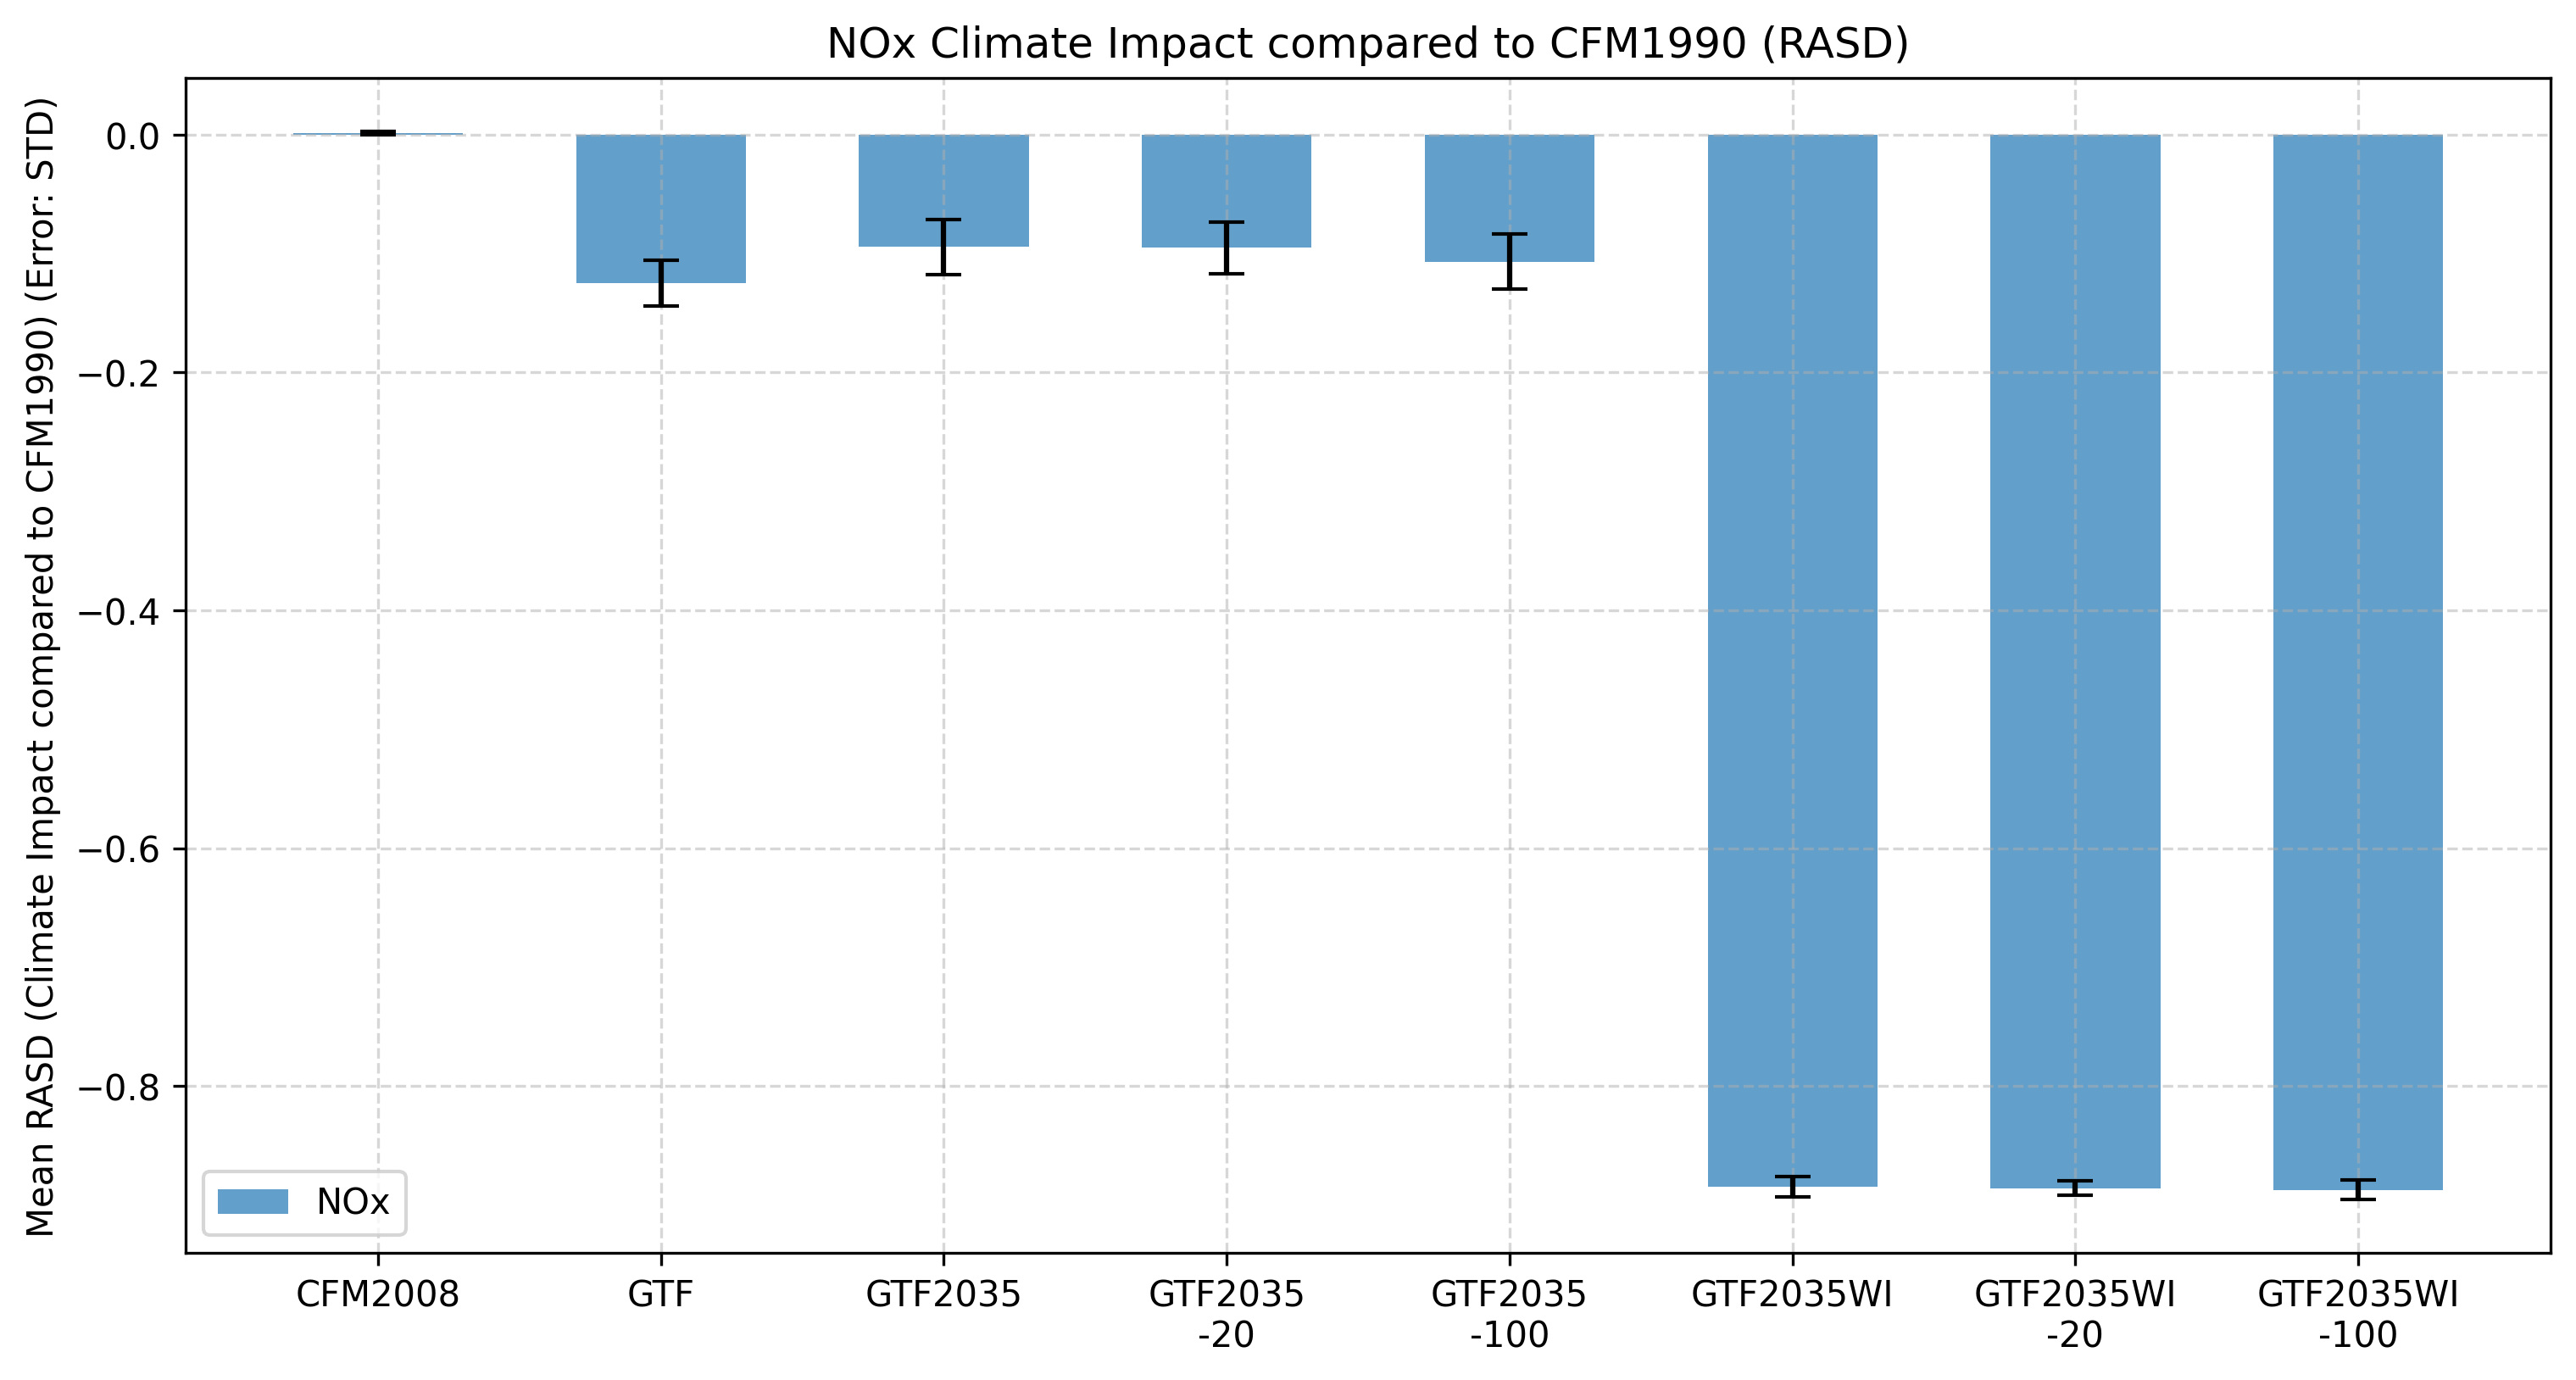 NOx Climate Impact compared to CFM1990 (RASD)
Mean RASD (Climate Impact compared to CFM1990) (Error: STD)
0.0
−0.2
−0.4
−0.6
−0.8
NOx
CFM2008
GTF
GTF2035
GTF2035
-20
GTF2035
-100
GTF2035WI
GTF2035WI
-20
GTF2035WI
-100